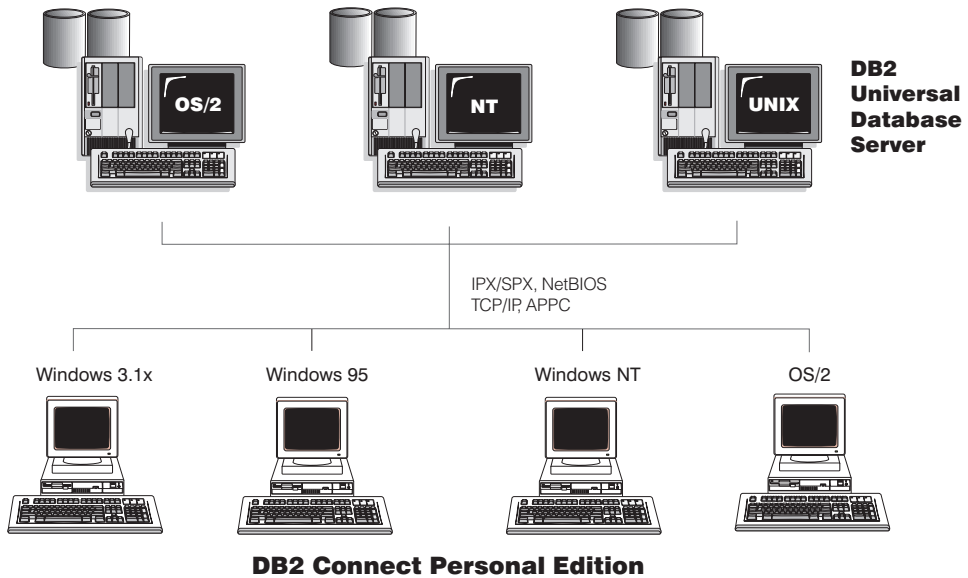 OS/2
NT
UNIX
DB2
Universal
Database
Server
IPX/SPX, NetBIOS
TCP/IP, APPC
Windows 3.1x
Windows 95
Windows NT
OS/2
DB2 Connect Personal Edition